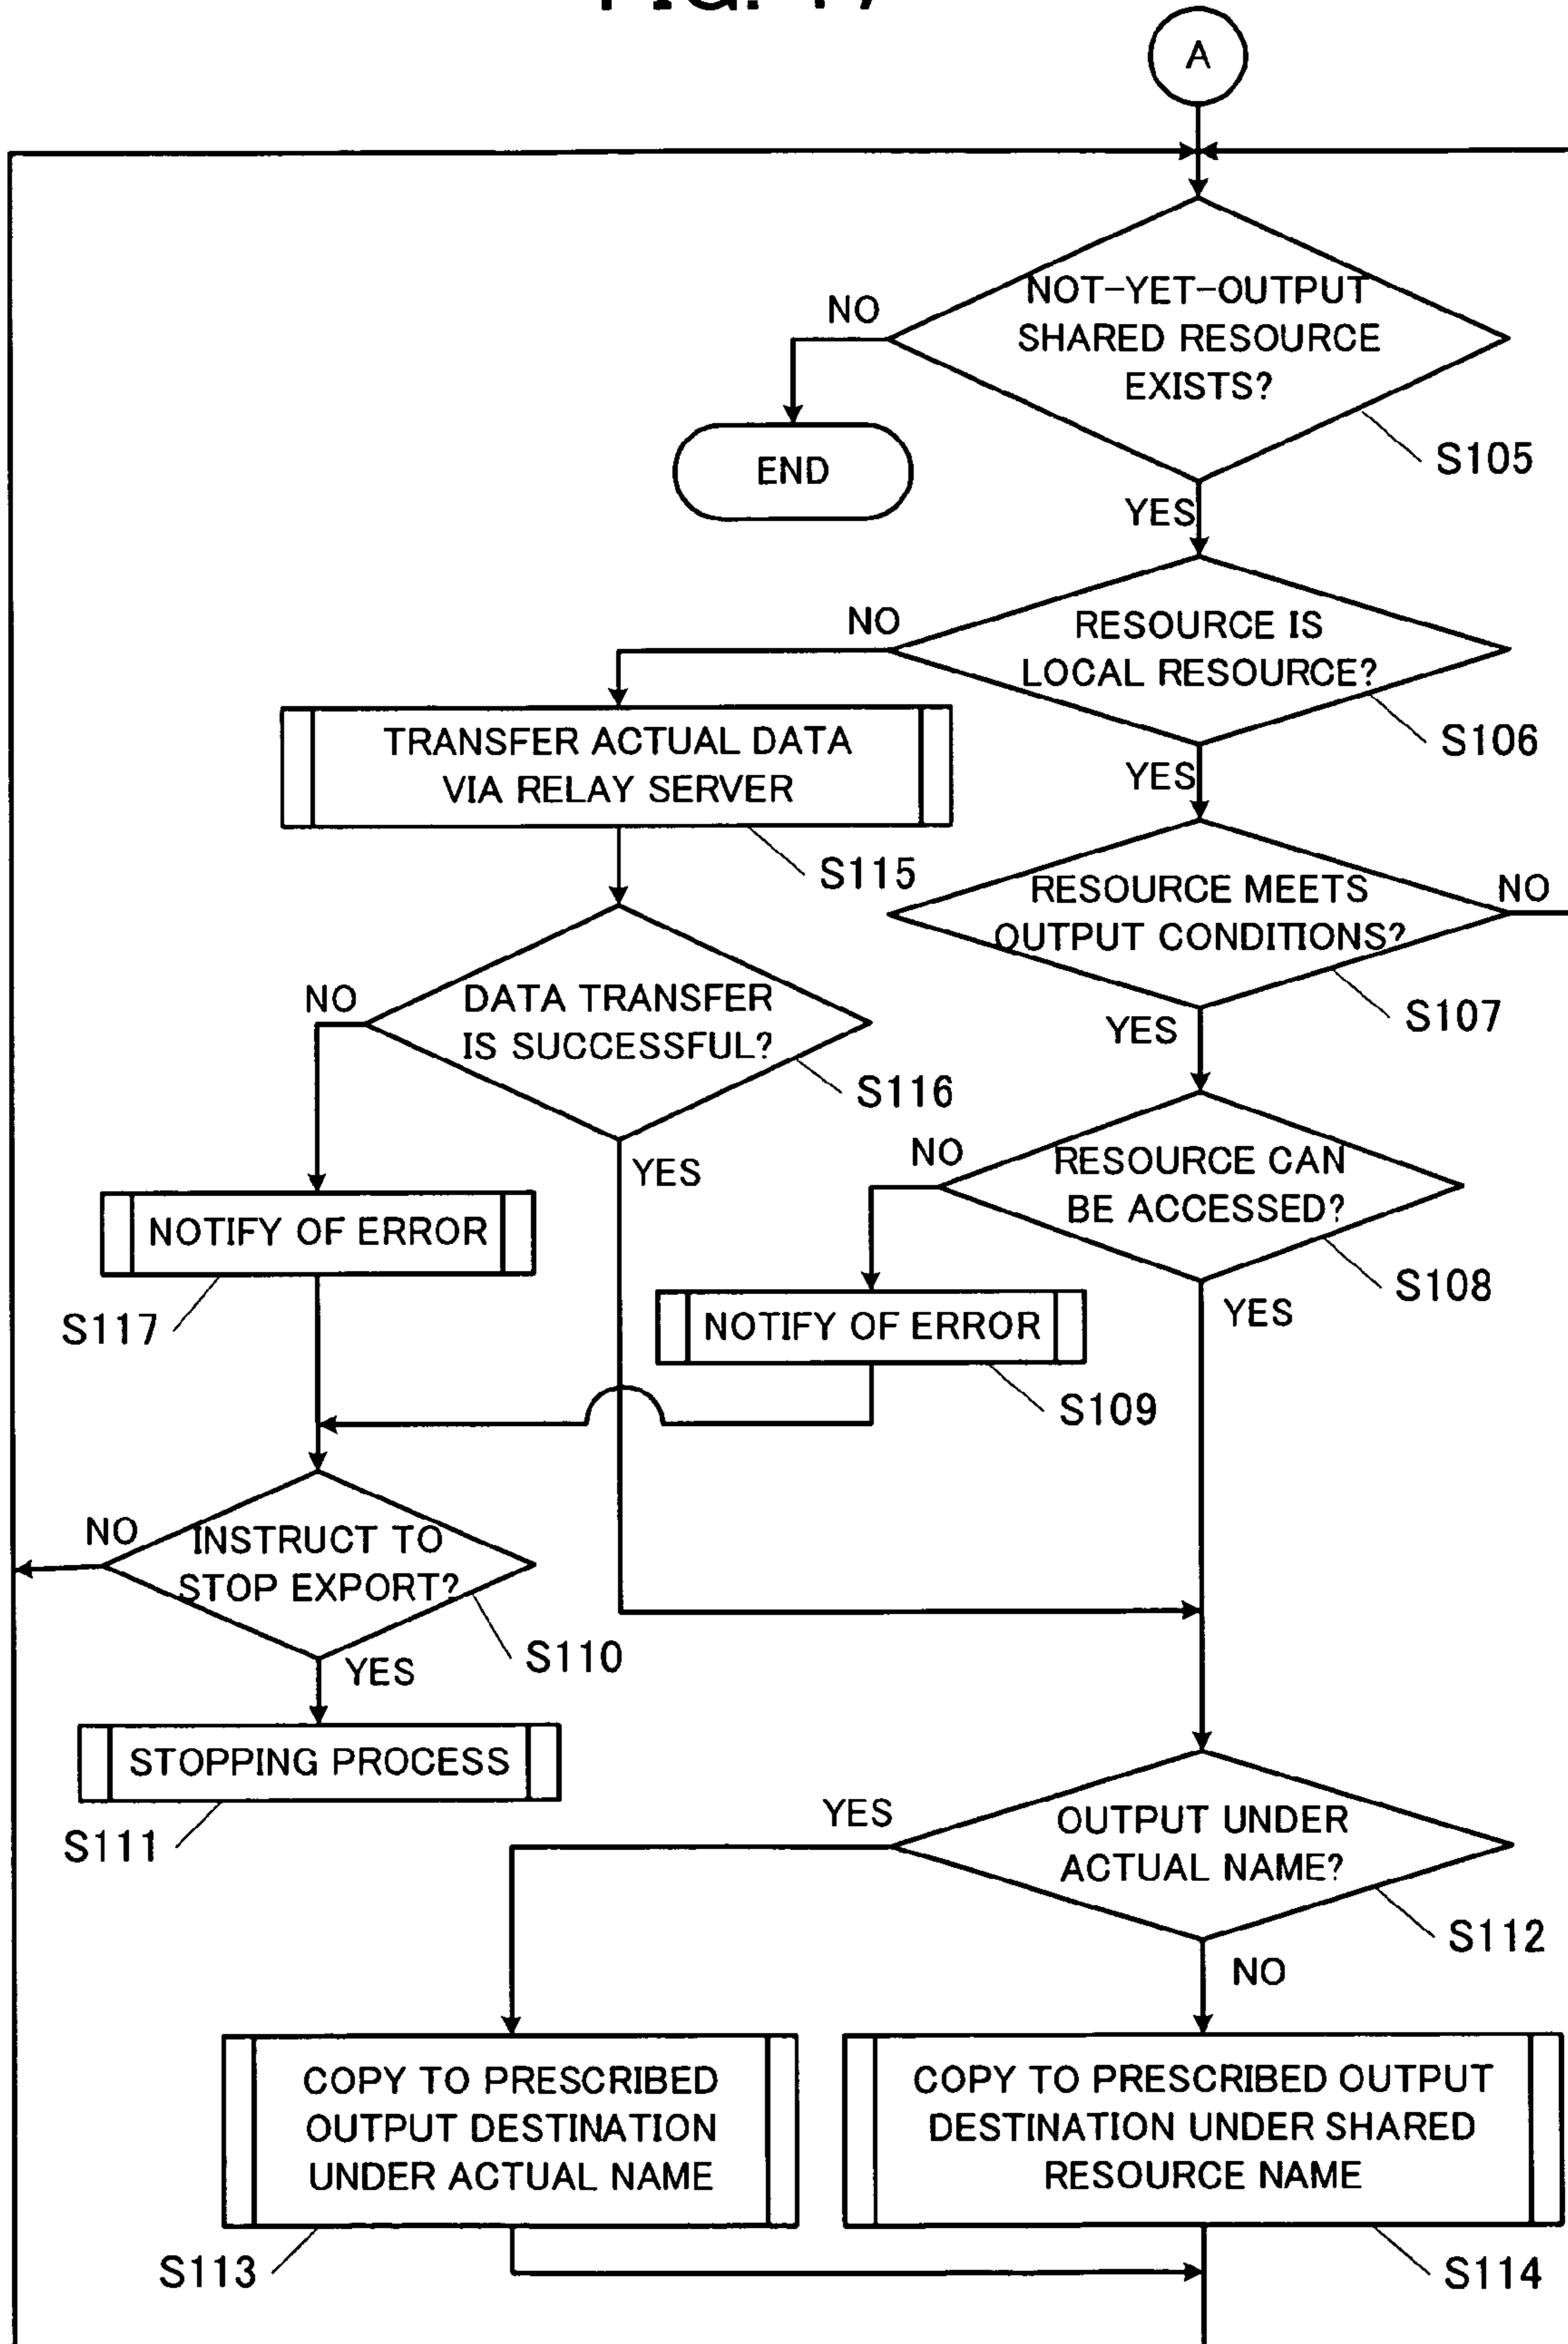 A
NOT-YET-OUTPUT
SHARED RESOURCE
EXISTS?
NO
END
S105
YES
RESOURCE IS
LOCAL RESOURCE?
NO
S106
YES
TRANSFER ACTUAL DATA
VIA RELAY SERVER
S115
RESOURCE MEETS
OUTPUT CONDITIONS?
NO
S107
YES
DATA TRANSFER
IS SUCCESSFUL?
NO
S116
YES
RESOURCE CAN
BE ACCESSED?
NO
S108
YES
NOTIFY OF ERROR
S117
NOTIFY OF ERROR
S109
INSTRUCT TO
STOP EXPORT?
NO
S110
YES
STOPPING PROCESS
S111
OUTPUT UNDER
ACTUAL NAME?
YES
S112
NO
COPY TO PRESCRIBED
OUTPUT DESTINATION
UNDER ACTUAL NAME
S113
COPY TO PRESCRIBED OUTPUT
DESTINATION UNDER SHARED
RESOURCE NAME
S114